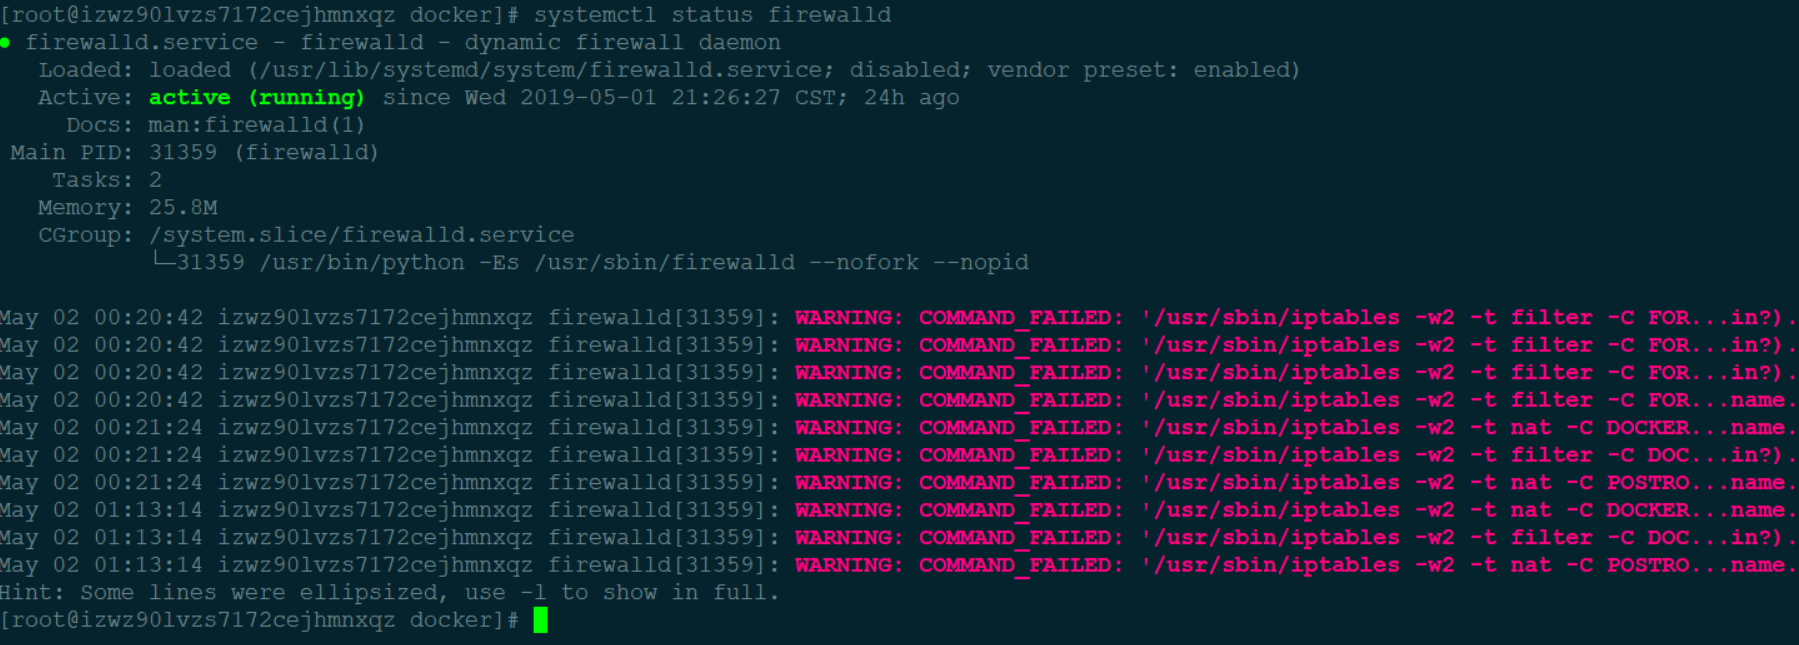 [root@izwz90lvzs7172cejhmnxqz docker]# systemctl status firewalld
● firewalld.service - firewalld - dynamic firewall daemon
   Loaded: loaded (/usr/lib/systemd/system/firewalld.service; disabled; vendor preset: enabled)
   Active: active (running) since Wed 2019-05-01 21:26:27 CST; 24h ago
     Docs: man:firewalld(1)
 Main PID: 31359 (firewalld)
    Tasks: 2
   Memory: 25.8M
   CGroup: /system.slice/firewalld.service
           └─31359 /usr/bin/python -Es /usr/sbin/firewalld --nofork --nopid
May 02 00:20:42 izwz90lvzs7172cejhmnxqz firewalld[31359]: WARNING: COMMAND_FAILED: '/usr/sbin/iptables -w2 -t filter -C FOR...in?).
May 02 00:20:42 izwz90lvzs7172cejhmnxqz firewalld[31359]: WARNING: COMMAND_FAILED: '/usr/sbin/iptables -w2 -t filter -C FOR...in?).
May 02 00:20:42 izwz90lvzs7172cejhmnxqz firewalld[31359]: WARNING: COMMAND_FAILED: '/usr/sbin/iptables -w2 -t filter -C FOR...in?).
May 02 00:20:42 izwz90lvzs7172cejhmnxqz firewalld[31359]: WARNING: COMMAND_FAILED: '/usr/sbin/iptables -w2 -t filter -C FOR...name.
May 02 00:21:24 izwz90lvzs7172cejhmnxqz firewalld[31359]: WARNING: COMMAND_FAILED: '/usr/sbin/iptables -w2 -t nat -C DOCKER...name.
May 02 00:21:24 izwz90lvzs7172cejhmnxqz firewalld[31359]: WARNING: COMMAND_FAILED: '/usr/sbin/iptables -w2 -t filter -C DOC...in?).
May 02 00:21:24 izwz90lvzs7172cejhmnxqz firewalld[31359]: WARNING: COMMAND_FAILED: '/usr/sbin/iptables -w2 -t nat -C POSTRO...name.
May 02 01:13:14 izwz90lvzs7172cejhmnxqz firewalld[31359]: WARNING: COMMAND_FAILED: '/usr/sbin/iptables -w2 -t nat -C DOCKER...name.
May 02 01:13:14 izwz90lvzs7172cejhmnxqz firewalld[31359]: WARNING: COMMAND_FAILED: '/usr/sbin/iptables -w2 -t filter -C DOC...in?).
May 02 01:13:14 izwz90lvzs7172cejhmnxqz firewalld[31359]: WARNING: COMMAND_FAILED: '/usr/sbin/iptables -w2 -t nat -C POSTRO...name.
Hint: Some lines were ellipsized, use -l to show in full.
[root@izwz90lvzs7172cejhmnxqz docker]#